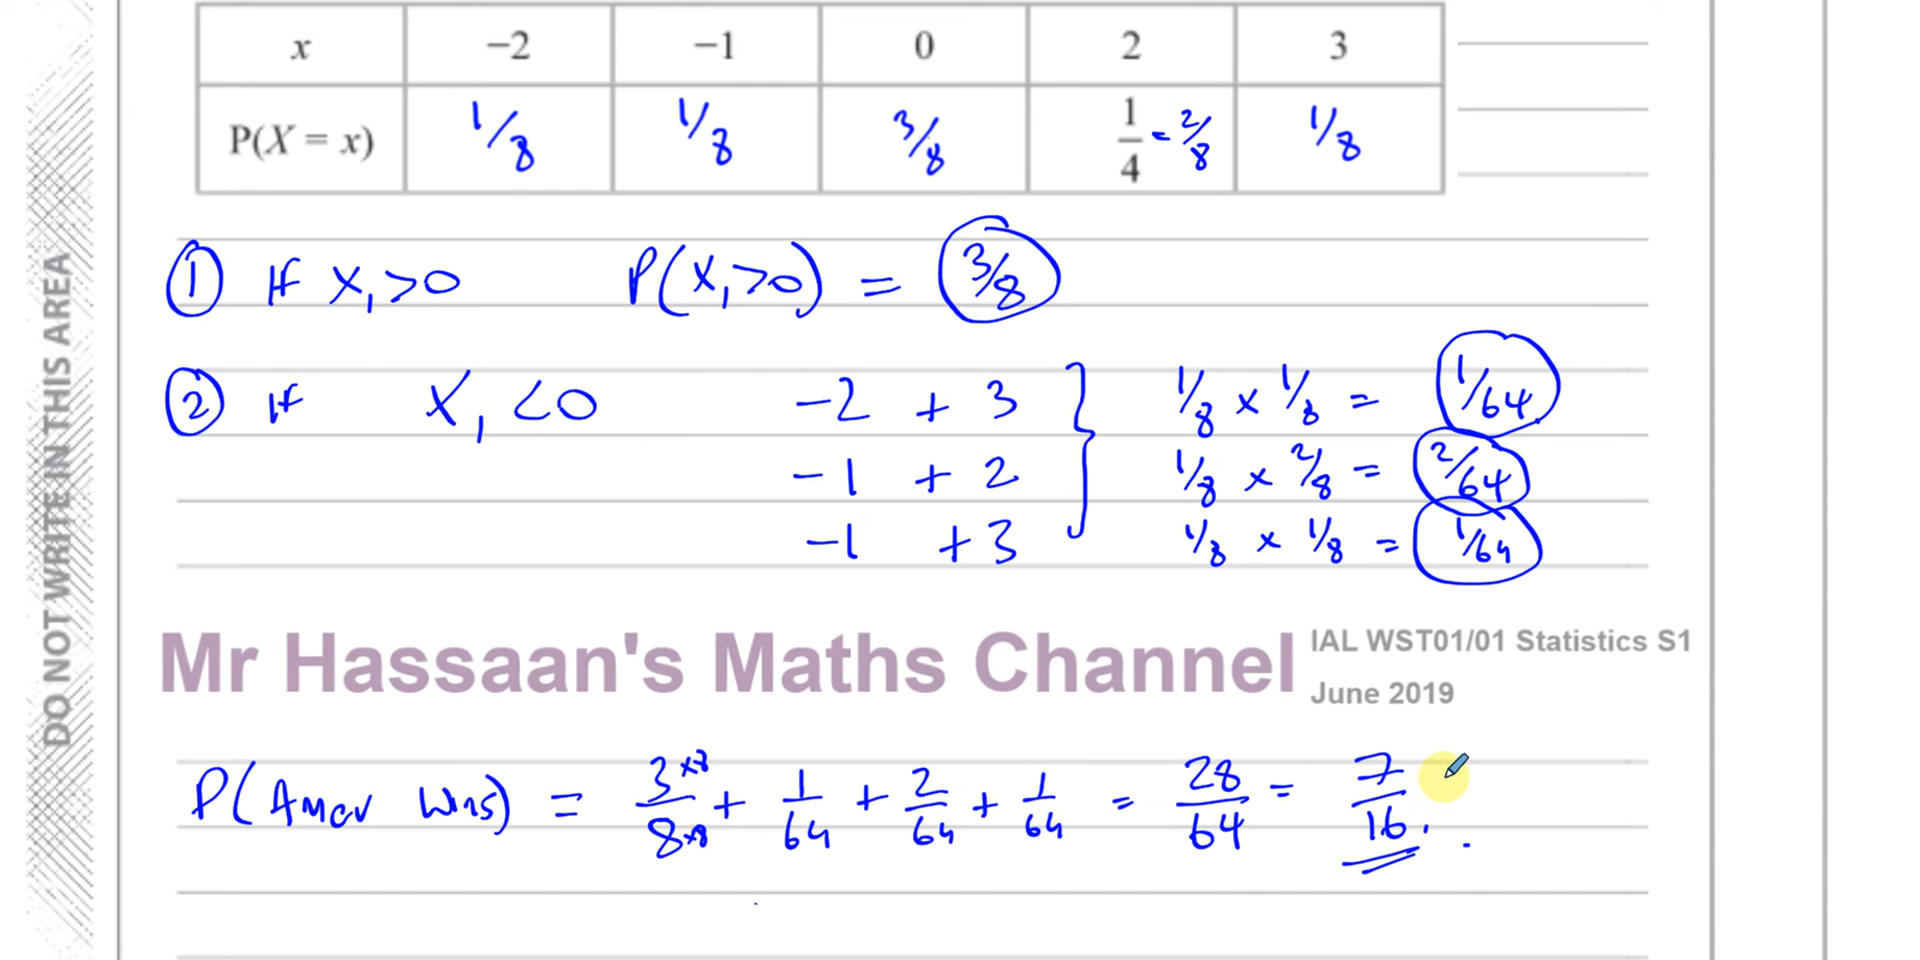 x −2 −1 0 2 3
P(X = x) 1/8 1/8 3/8 1/4 = 2/8 1/8
① If X₁>0 P(X₁>0) = 3/8
② If X₁<0 -2 + 3 1/8 × 1/8 = 1/64
-1 + 2 1/8 × 2/8 = 2/64
-1 + 3 1/8 × 1/8 = 1/64
Mr Hassaan's Maths Channel
IAL WST01/01 Statistics S1
June 2019
P(Amar Wins) = 3×8/8×8 + 1/64 + 2/64 + 1/64 = 28/64 = 7/16.
DO NOT WRITE IN THIS AREA